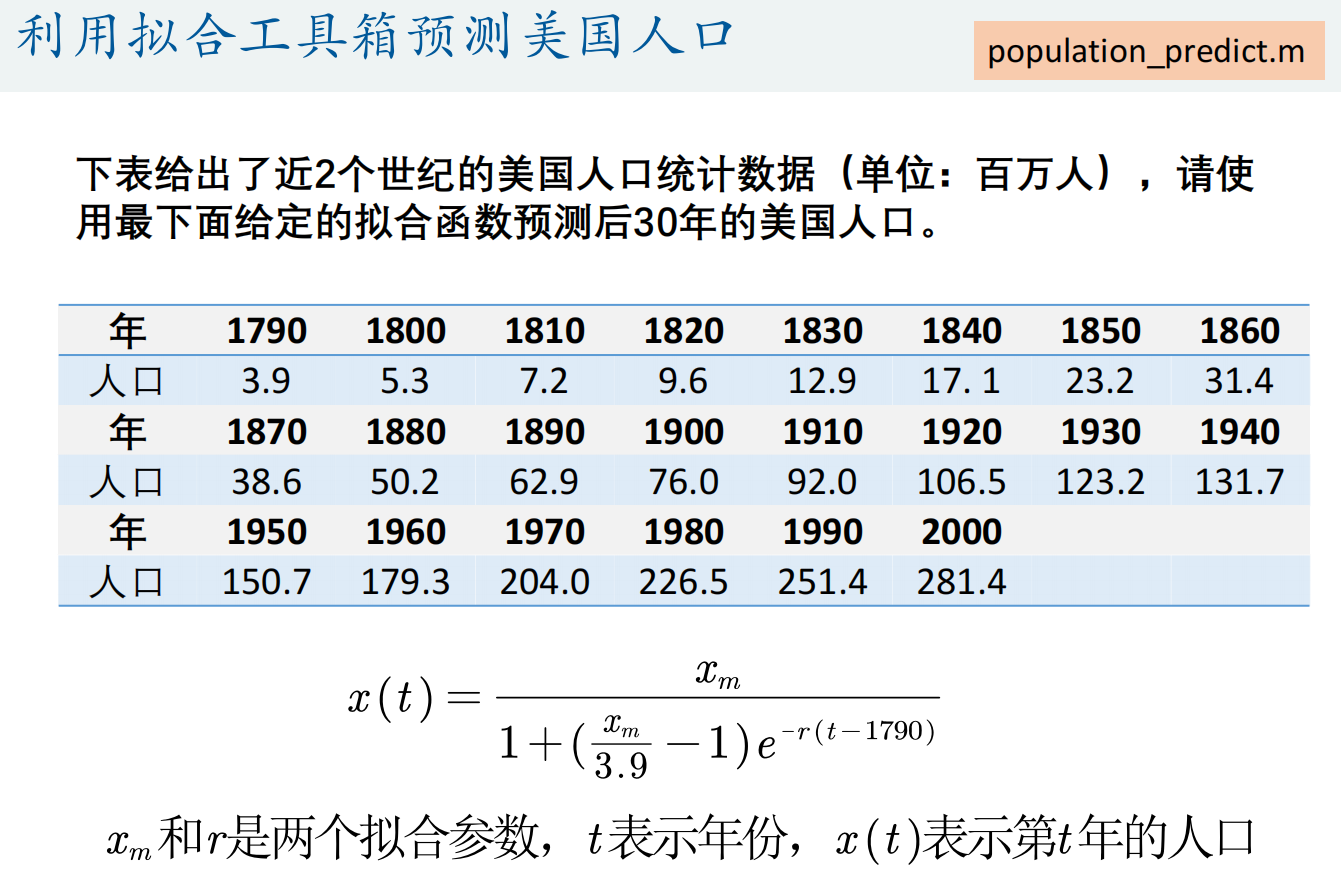 利用拟合工具箱预测美国人口
population_predict.m
下表给出了近2个世纪的美国人口统计数据（单位：百万人），请使
用最下面给定的拟合函数预测后30年的美国人口。
年 1790 1800 1810 1820 1830 1840 1850 1860
人口 3.9 5.3 7.2 9.6 12.9 17. 1 23.2 31.4
年 1870 1880 1890 1900 1910 1920 1930 1940
人口 38.6 50.2 62.9 76.0 92.0 106.5 123.2 131.7
年 1950 1960 1970 1980 1990 2000
人口 150.7 179.3 204.0 226.5 251.4 281.4
x(t) = \frac{x_m}{1+(\frac{x_m}{3.9}-1)e^{-r(t-1790)}}
x_m和r是两个拟合参数，t表示年份，x(t)表示第t年的人口